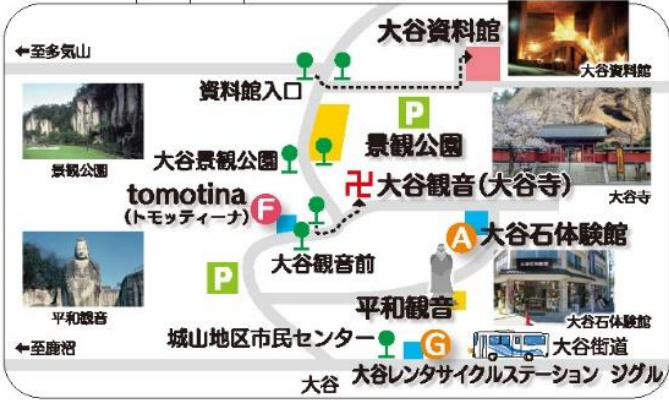 大谷資料館
←至多気山
大谷資料館
資料館入口
P
景観公園
景観公園
大谷景観公園
卍大谷観音(大谷寺)
大谷寺
tomotina
(トモッティーナ)
F
A 大谷石体験館
大谷観音前
P
平和観音
平和観音
大谷石体験館
城山地区市民センター
G
大谷街道
←至鹿沼
大谷
大谷レンタサイクルステーション ジグル